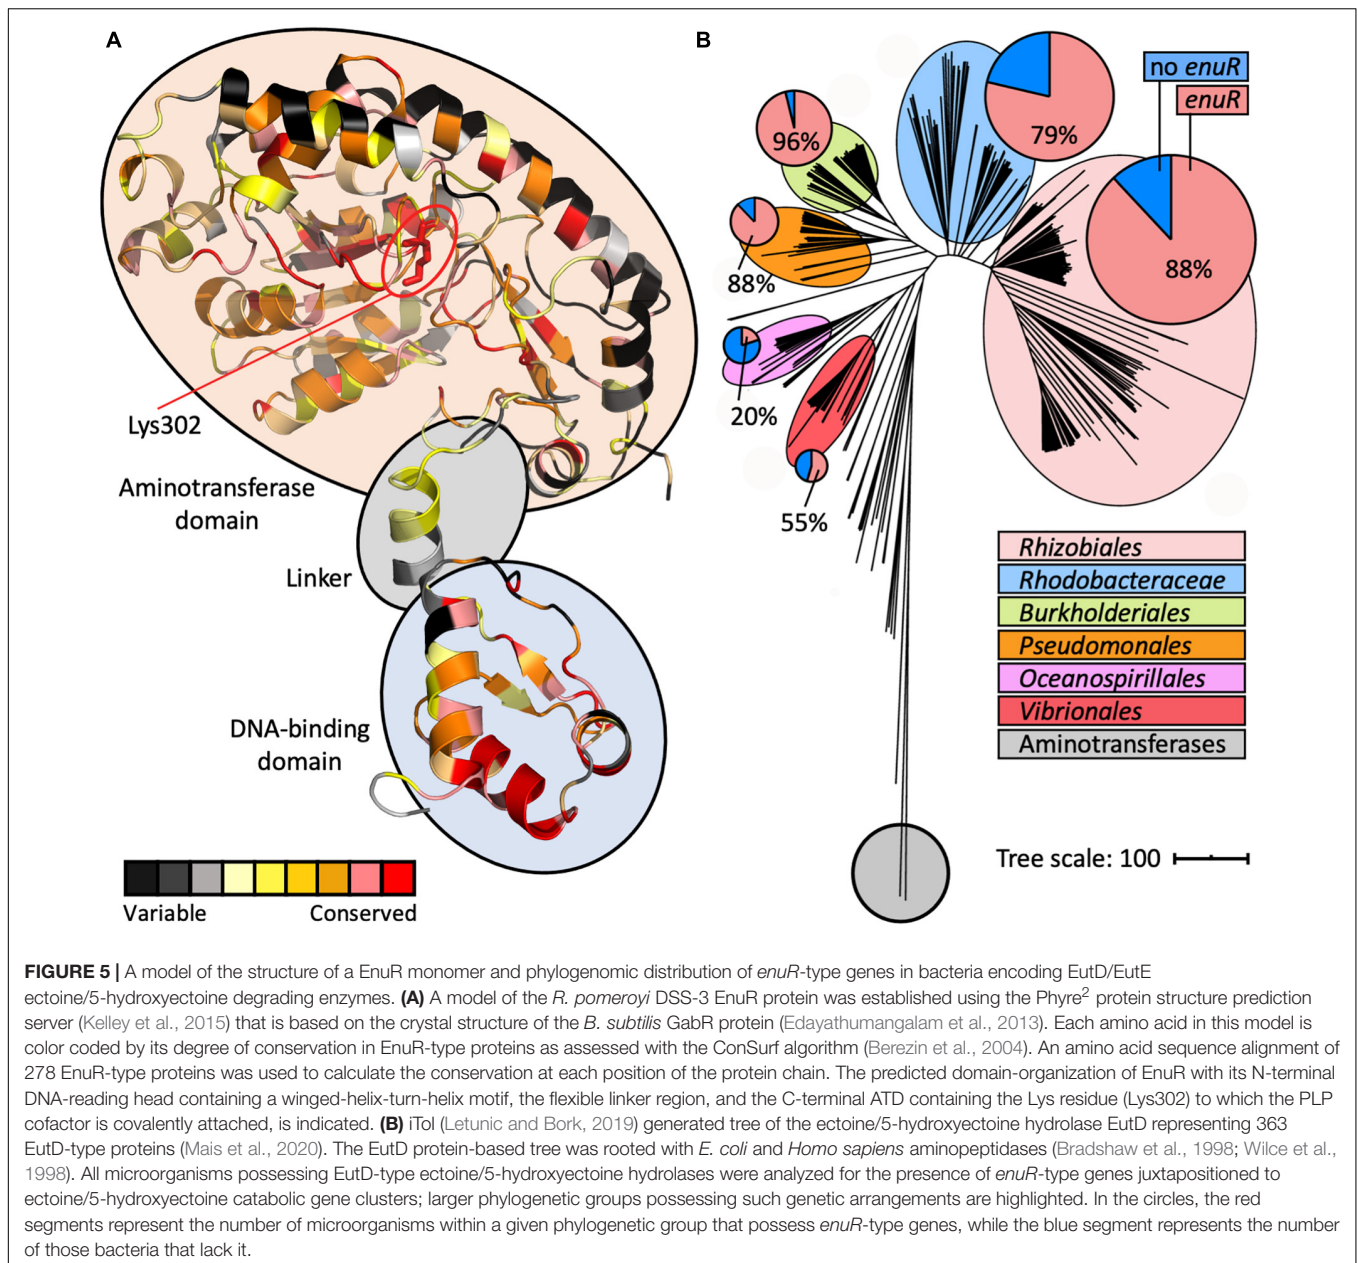 A
B
no enuR
enuR
96%
79%
88%
88%
20%
55%
Lys302
Aminotransferase
domain
Linker
DNA-binding
domain
Variable
Conserved
Rhizobiales
Rhodobacteraceae
Burkholderiales
Pseudomonales
Oceanospirillales
Vibrionales
Aminotransferases
Tree scale: 100
FIGURE 5 | A model of the structure of a EnuR monomer and phylogenomic distribution of enuR-type genes in bacteria encoding EutD/EutE
ectoine/5-hydroxyectoine degrading enzymes. (A) A model of the R. pomeroyi DSS-3 EnuR protein was established using the Phyre² protein structure prediction
server (Kelley et al., 2015) that is based on the crystal structure of the B. subtilis GabR protein (Edayathumangalam et al., 2013). Each amino acid in this model is
color coded by its degree of conservation in EnuR-type proteins as assessed with the ConSurf algorithm (Berezin et al., 2004). An amino acid sequence alignment of
278 EnuR-type proteins was used to calculate the conservation at each position of the protein chain. The predicted domain-organization of EnuR with its N-terminal
DNA-reading head containing a winged-helix-turn-helix motif, the flexible linker region, and the C-terminal ATD containing the Lys residue (Lys302) to which the PLP
cofactor is covalently attached, is indicated. (B) iTol (Letunic and Bork, 2019) generated tree of the ectoine/5-hydroxyectoine hydrolase EutD representing 363
EutD-type proteins (Mais et al., 2020). The EutD protein-based tree was rooted with E. coli and Homo sapiens aminopeptidases (Bradshaw et al., 1998; Wilce et al.,
1998). All microorganisms possessing EutD-type ectoine/5-hydroxyectoine hydrolases were analyzed for the presence of enuR-type genes juxtapositioned to
ectoine/5-hydroxyectoine catabolic gene clusters; larger phylogenetic groups possessing such genetic arrangements are highlighted. In the circles, the red
segments represent the number of microorganisms within a given phylogenetic group that possess enuR-type genes, while the blue segment represents the number
of those bacteria that lack it.